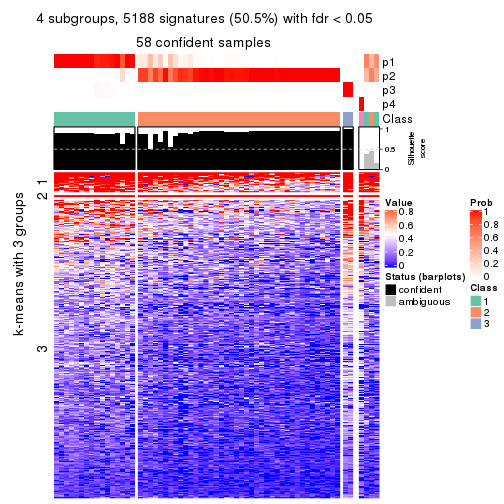 4 subgroups, 5188 signatures (50.5%) with fdr < 0.05
58 confident samples
p1
p2
p3
p4
Class
1
0.5
0
Silhouette
score
k-means with 3 groups
1
2
3
Value
0.8
0.6
0.4
0.2
0
Status (barplots)
confident
ambiguous
Prob
1
0.8
0.6
0.4
0.2
0
Class
1
2
3